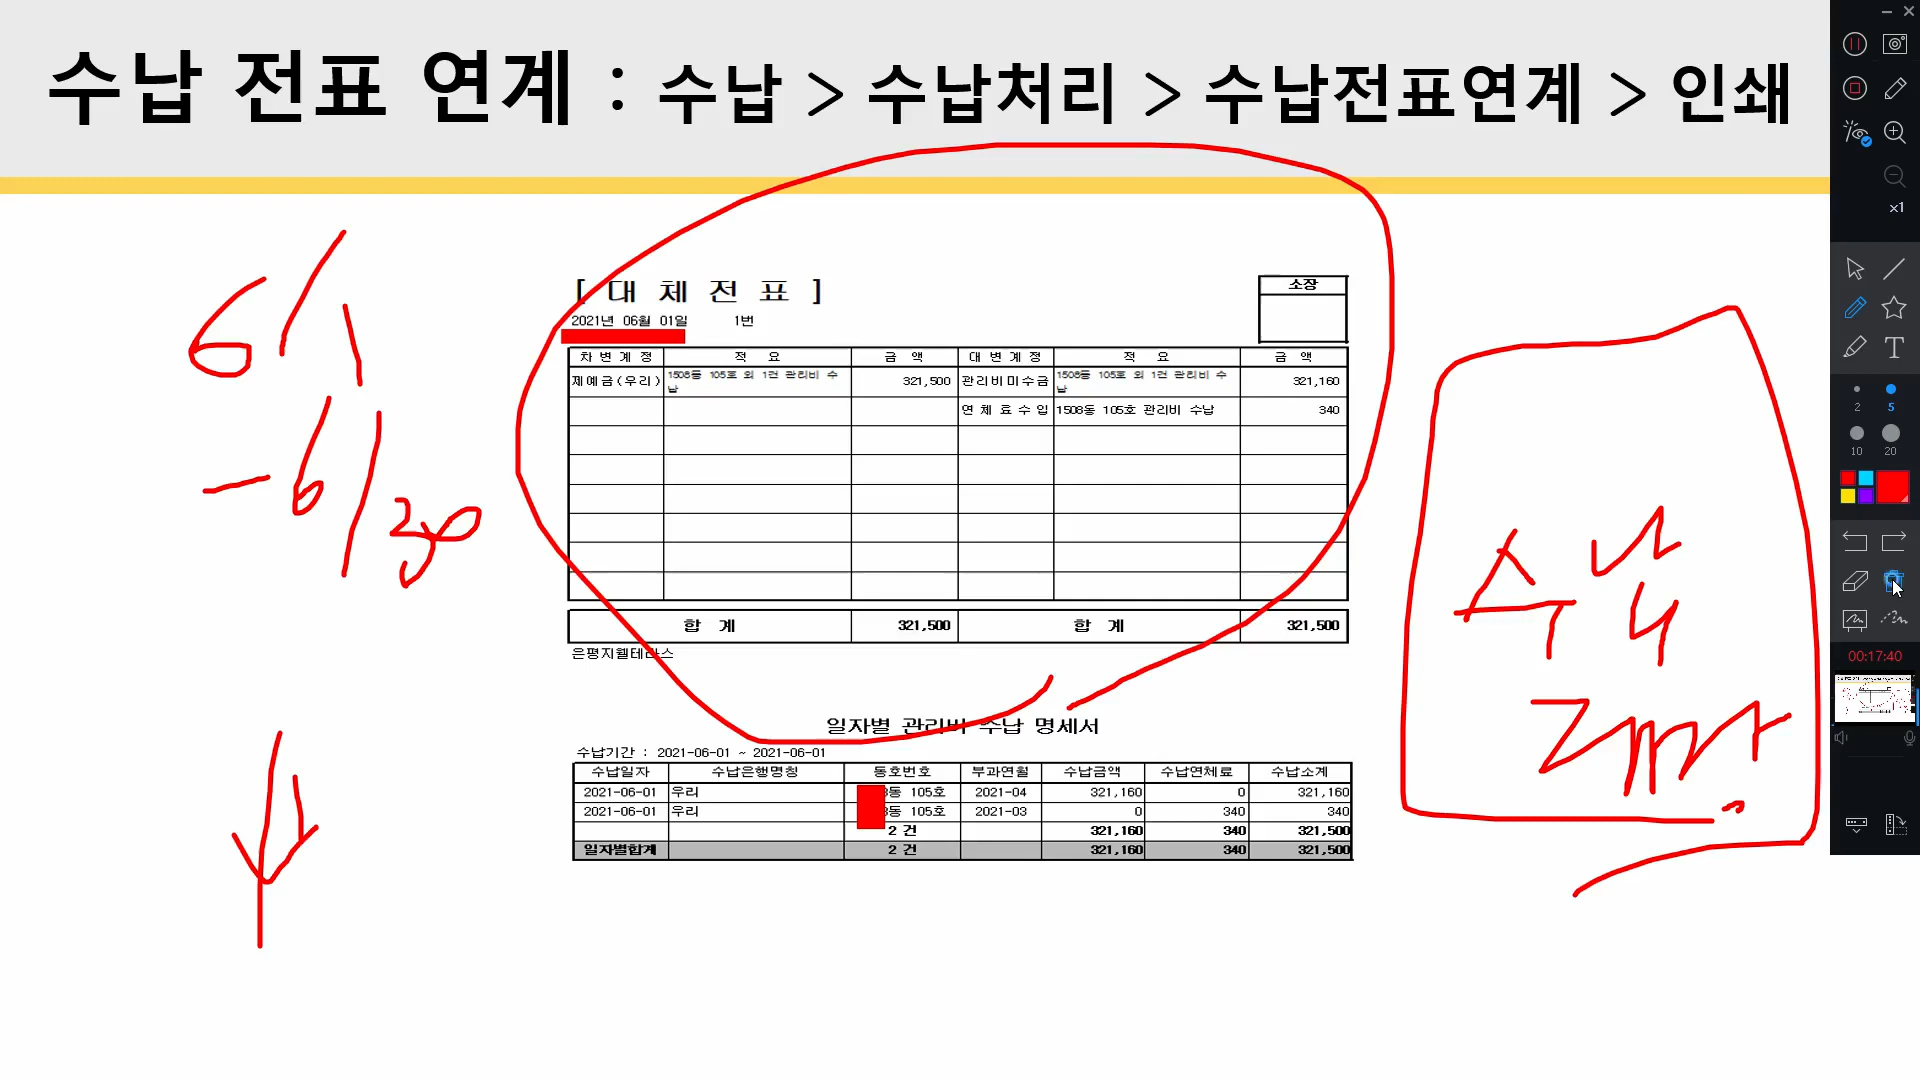 수납 전표 연계 : 수납 > 수납처리 > 수납전표연계 > 인쇄
x1
6/1
- 6/30
[ 대 체 전 표 ]
소장
2021년 06월 01일 1번
차변계정 적 요 금 액 대변계정 적 요 금 액
제예금(우리) 1508동 105호 외 1건 관리비 수납 321,500 관리비미수금 1508동 105호 외 1건 관리비 수납 321,160
연체료수입 1508동 105호 관리비 수납 340
합 계 321,500 합 계 321,500
은평지웰테라스
수납
일자별 관리비 수납 명세서
수납기간 : 2021-06-01 ~ 2021-06-01
수납일자 수납은행명칭 동호번호 부과연월 수납금액 수납연체료 수납소계
2021-06-01 우리 동 105호 2021-04 321,160 0 321,160
2021-06-01 우리 동 105호 2021-03 0 340 340
2 건 321,160 340 321,500
일자별합계 2 건 321,160 340 321,500
2 5
10 20
00:17:40